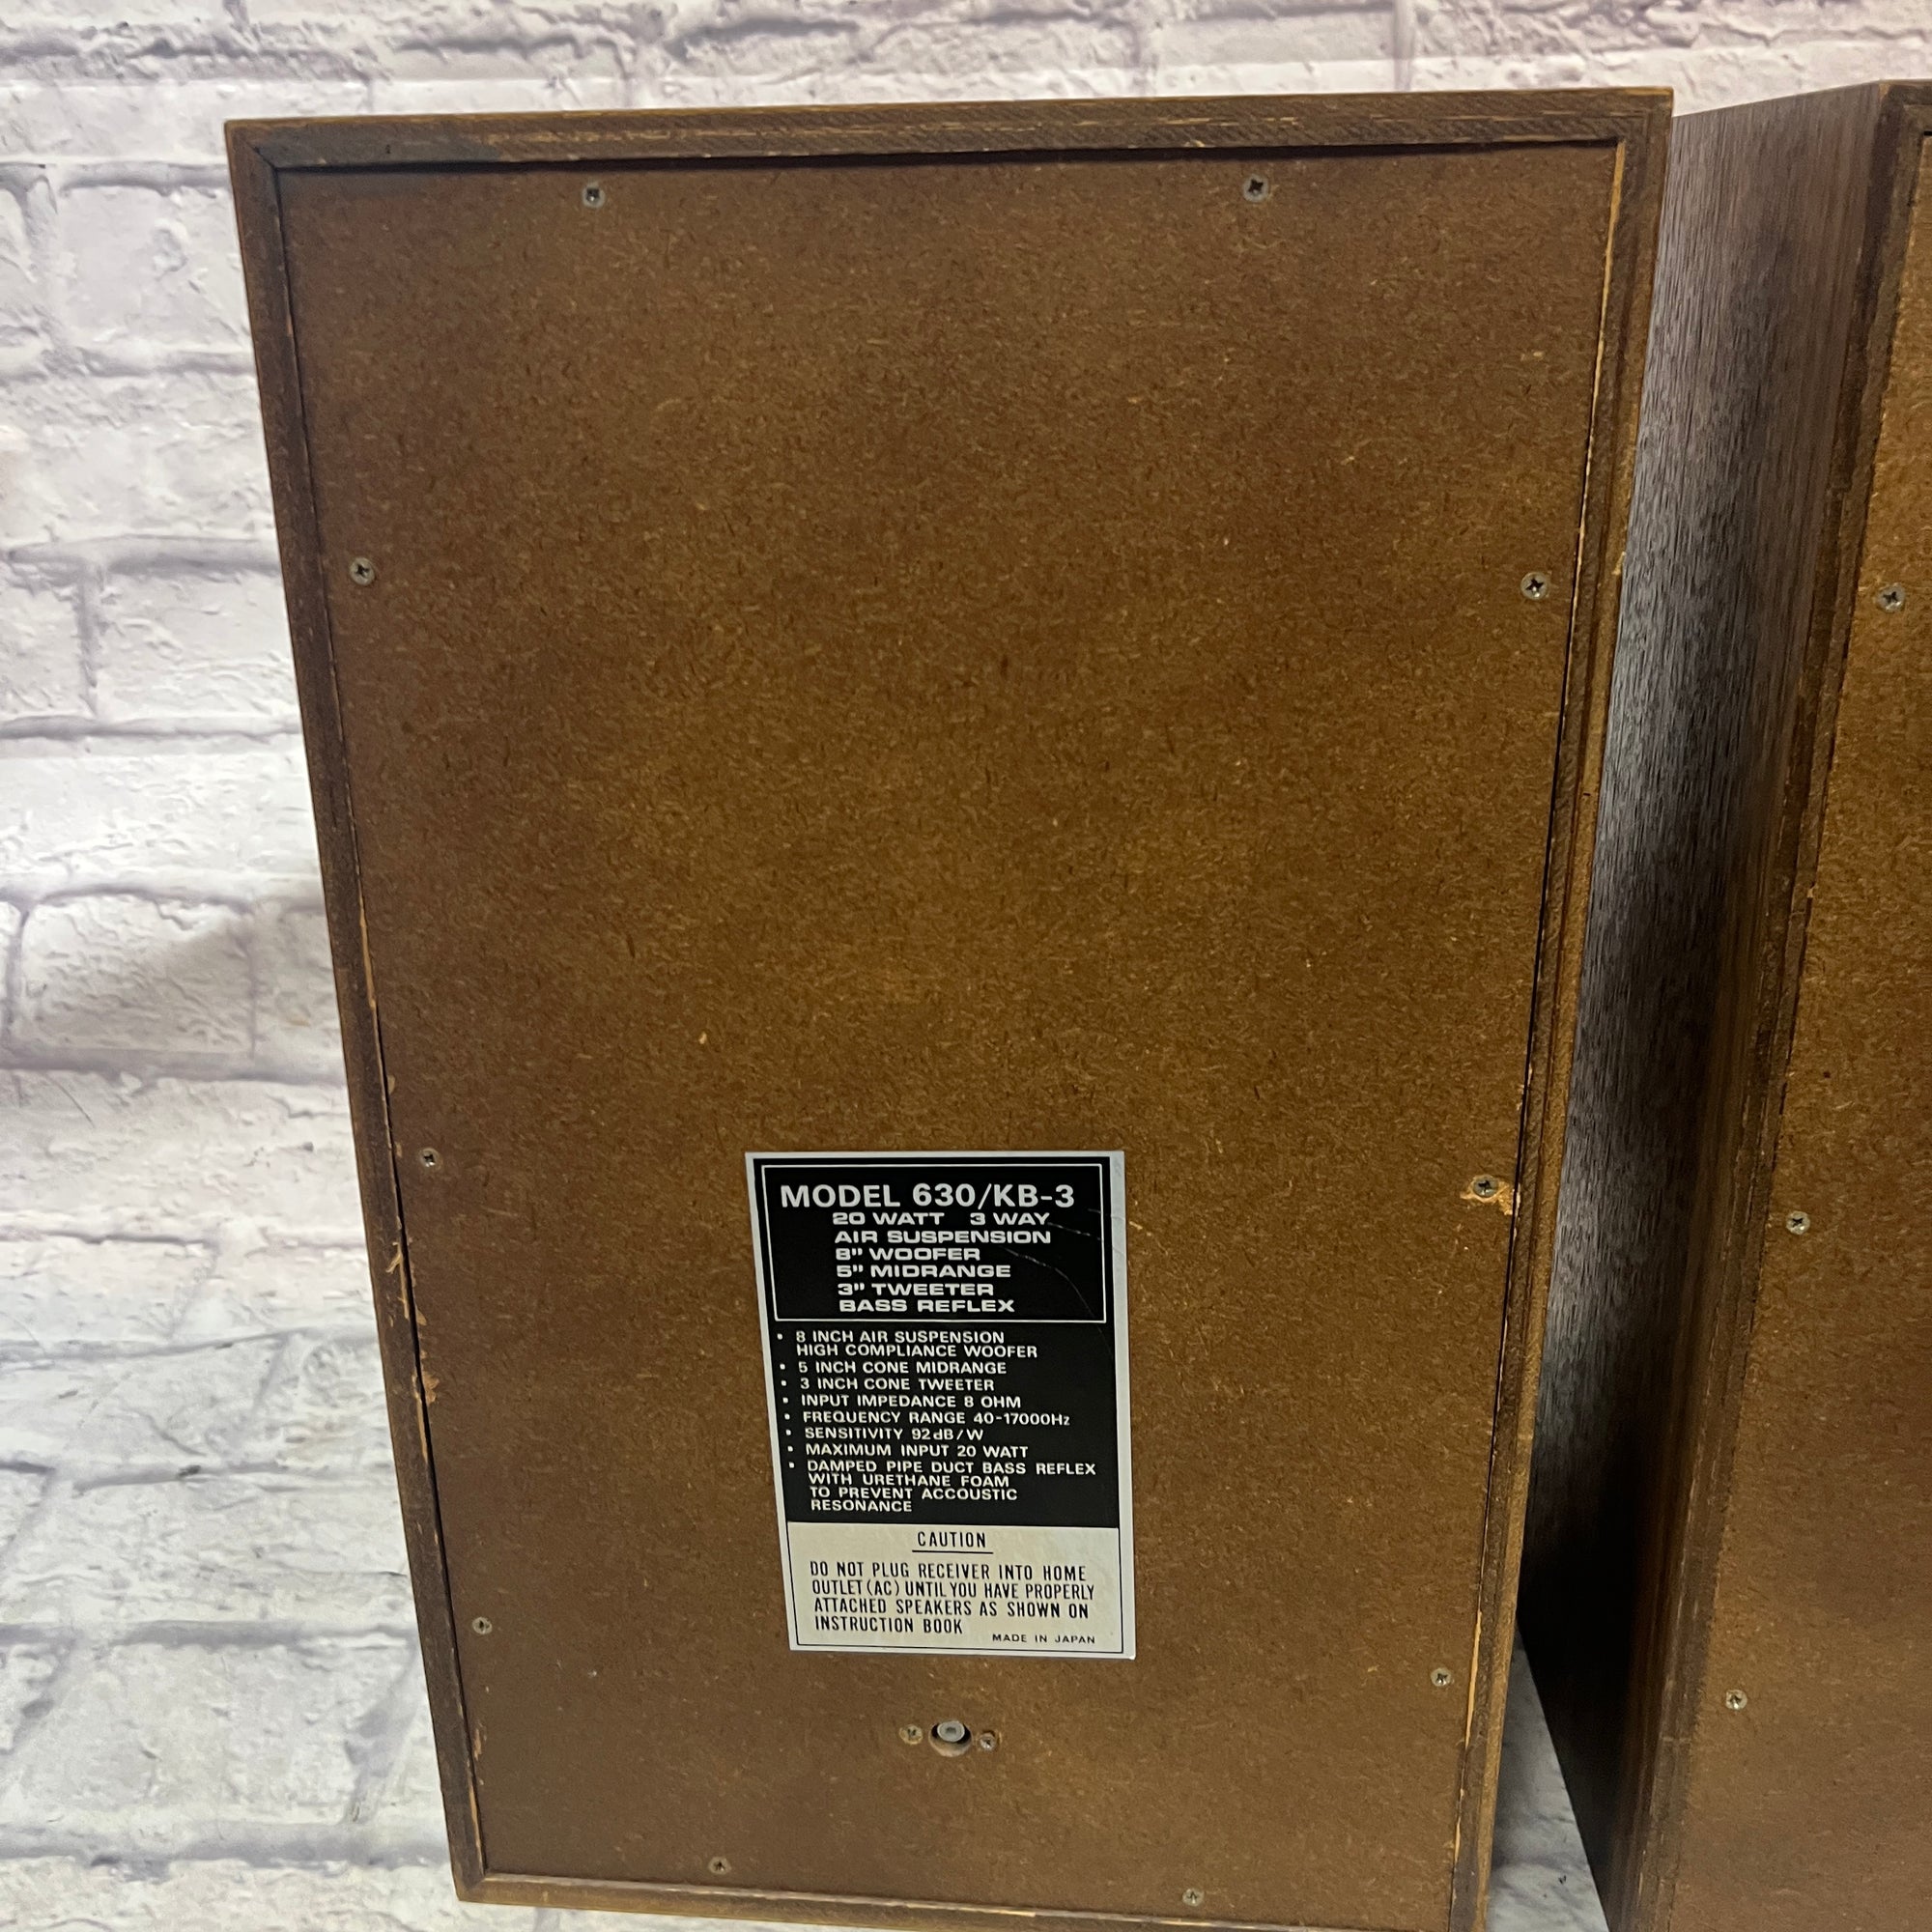 MODEL 630/KB-3
20 WATT 3 WAY
AIR SUSPENSION
8" WOOFER
5" MIDRANGE
3" TWEETER
BASS REFLEX
• 8 INCH AIR SUSPENSION
HIGH COMPLIANCE WOOFER
• 5 INCH CONE MIDRANGE
• 3 INCH CONE TWEETER
• INPUT IMPEDANCE 8 OHM
• FREQUENCY RANGE 40-17000Hz
• SENSITIVITY 92dB/W
• MAXIMUM INPUT 20 WATT
• DAMPED PIPE DUCT BASS REFLEX
WITH URETHANE FOAM
TO PREVENT ACCOUSTIC
RESONANCE
CAUTION
DO NOT PLUG RECEIVER INTO HOME
OUTLET (AC) UNTIL YOU HAVE PROPERLY
ATTACHED SPEAKERS AS SHOWN ON
INSTRUCTION BOOK
MADE IN JAPAN